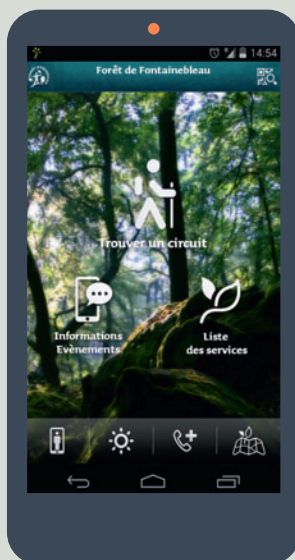 14:54
Forêt de Fontainebleau
Trouver un circuit
Informations
Evènements
Liste
des services